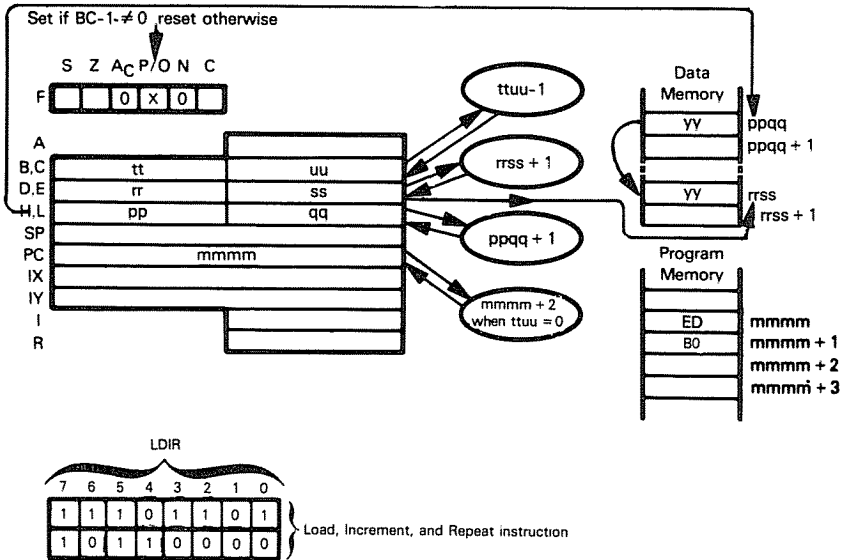 Set if BC-1-≠0 reset otherwise
S Z AC P/O N C
F 0 X 0
A
B,C tt uu
D,E rr ss
H,L pp qq
SP
PC mmmm
IX
IY
I
R
ttuu-1
rrss + 1
ppqq + 1
mmmm + 2
when ttuu = 0
Data
Memory
yy ppqq
ppqq + 1
yy rrss
rrss + 1
Program
Memory
ED mmmm
B0 mmmm + 1
mmmm + 2
mmmm + 3
LDIR
7 6 5 4 3 2 1 0
1 1 1 0 1 1 0 1
1 0 1 1 0 0 0 0
Load, Increment, and Repeat instruction